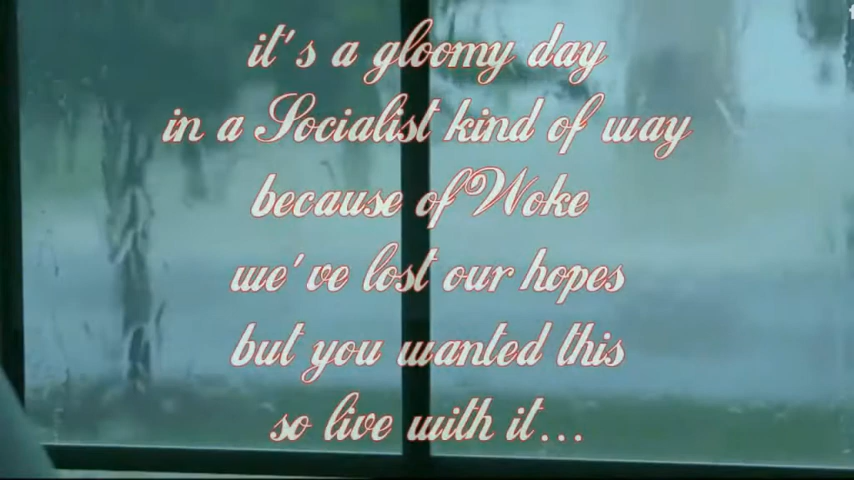 it's a gloomy day
in a Socialist kind of way
because of Woke
we've lost our hopes
but you wanted this
so live with it...